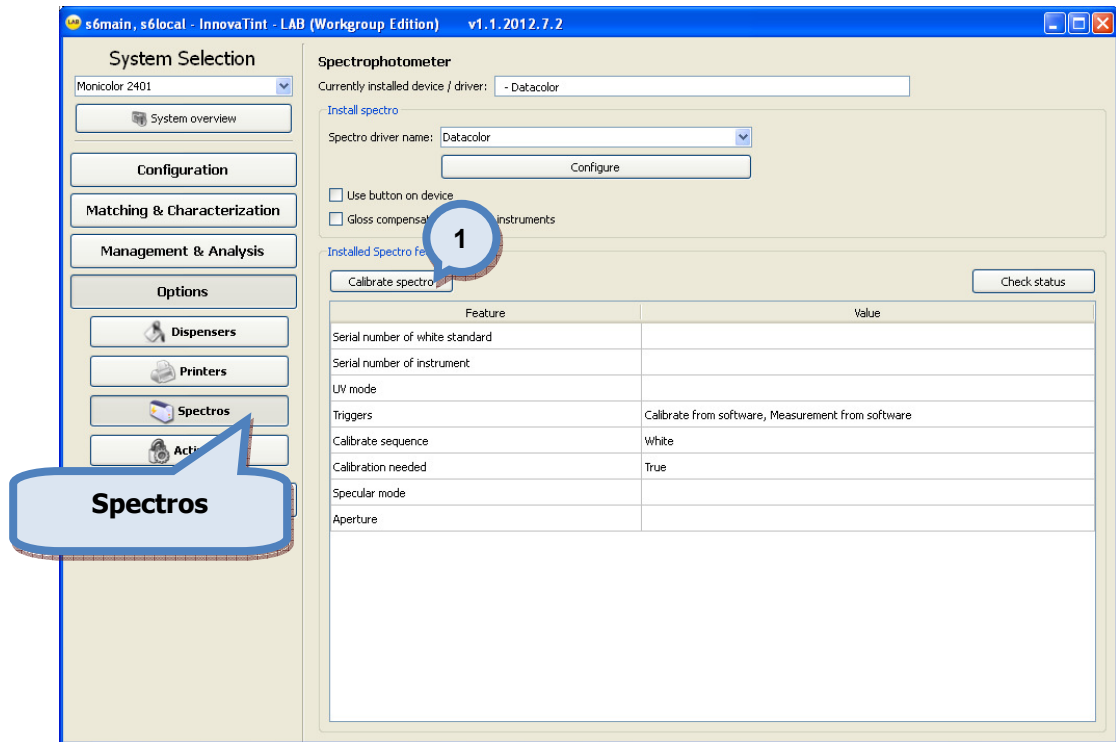 s6main, s6local - InnovaTint - LAB (Workgroup Edition) v1.1.2012.7.2
System Selection
Monicolor 2401
System overview
Configuration
Matching & Characterization
Management & Analysis
Options
Dispensers
Printers
Spectros
Spectros
Spectrophotometer
Currently installed device / driver: - Datacolor
Install spectro
Spectro driver name: Datacolor
Configure
Use button on device
Gloss instruments
1
Installed Spectro
Calibrate spectro
Check status
Feature Value
Serial number of white standard
Serial number of instrument
UV mode
Triggers Calibrate from software, Measurement from software
Calibrate sequence White
Calibration needed True
Specular mode
Aperture